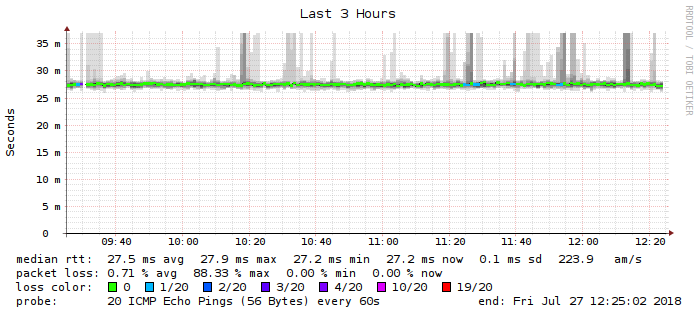 Last 3 Hours
RRDTOOL / TOBI OETIKER
Seconds
35 m
30 m
25 m
20 m
15 m
10 m
5 m
0
09:40 10:00 10:20 10:40 11:00 11:20 11:40 12:00 12:20
median rtt: 27.5 ms avg 27.9 ms max 27.2 ms min 27.2 ms now 0.1 ms sd 223.9 am/s
packet loss: 0.71 % avg 88.33 % max 0.00 % min 0.00 % now
loss color: 0 1/20 2/20 3/20 4/20 10/20 19/20
probe: 20 ICMP Echo Pings (56 Bytes) every 60s end: Fri Jul 27 12:25:02 2018